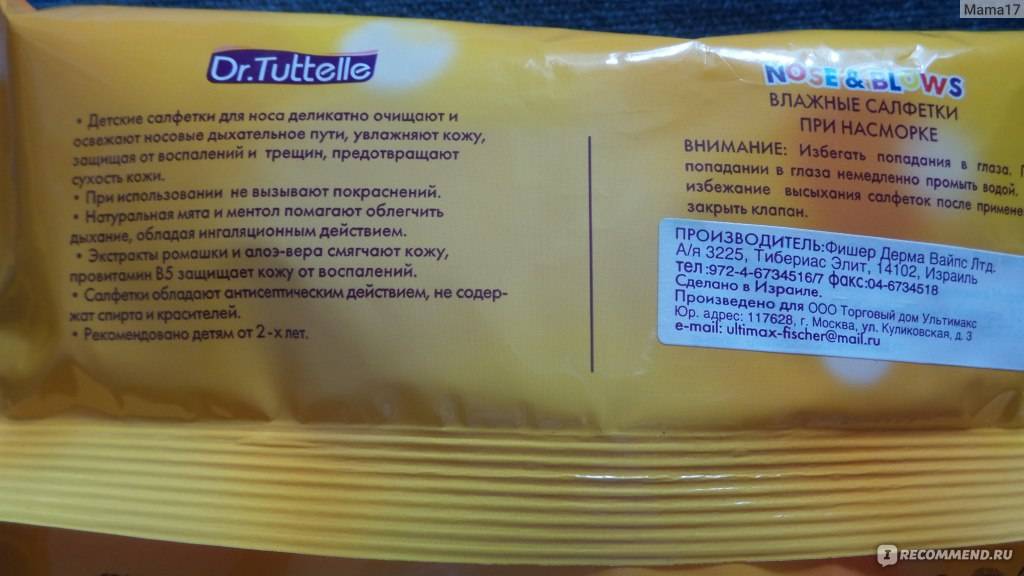 Mama17
Dr.Tuttelle
• Детские салфетки для носа деликатно очищают и
освежают носовые дыхательные пути, увлажняют кожу,
защищая от воспалений и трещин, предотвращают
сухость кожи.
• При использовании не вызывают покраснений.
• Натуральная мята и ментол помагают облегчить
дыхание, обладая ингаляционным действием.
• Экстракты ромашки и алоэ-вера смягчают кожу,
провитамин В5 защищает кожу от воспалений.
• Салфетки обладают антисептическим действием, не содер-
жат спирта и красителей.
• Рекомендовано детям от 2-х лет.
NOSE & BLOWS
ВЛАЖНЫЕ САЛФЕТКИ
ПРИ НАСМОРКЕ
ВНИМАНИЕ: Избегать попадания в глаза.
попадании в глаза немедленно промыть водой.
избежание высыхания салфеток после примене
закрыть клапан.
ПРОИЗВОДИТЕЛЬ:Фишер Дерма Вайпс Лтд.
А/я 3225, Тибериас Элит, 14102, Израиль
тел:972-4-6734516/7 факс:04-6734518
Сделано в Израиле.
Произведено для ООО Торговый дом Ультимакс
Юр. адрес: 117628, г. Москва, ул. Куликовская, д. 3
e-mail: ultimax-fischer@mail.ru
IRECOMMEND.RU